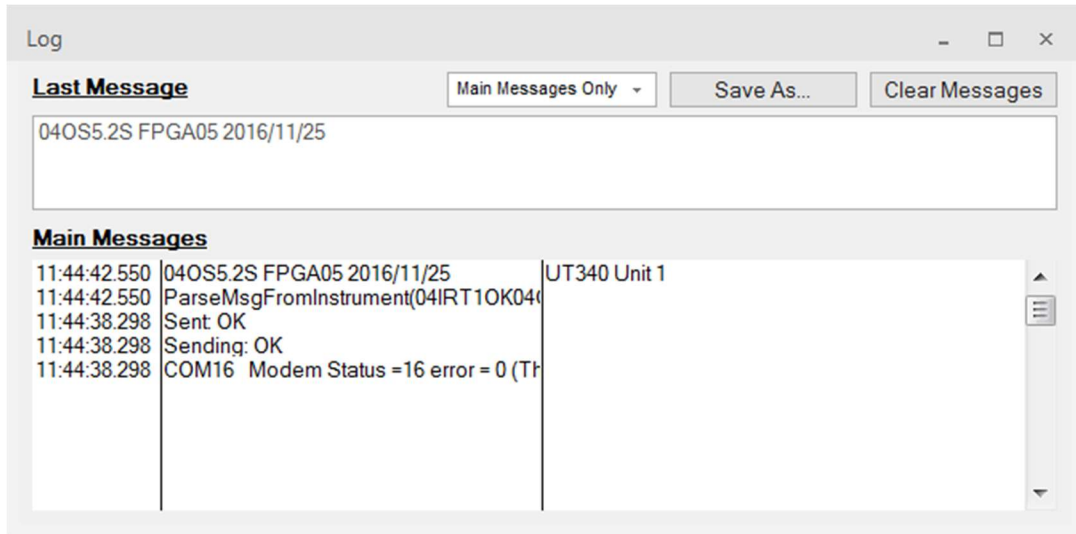 Log
Last Message Main Messages Only Save As... Clear Messages
04OS5.2S FPGA05 2016/11/25
Main Messages
11:44:42.550 04OS5.2S FPGA05 2016/11/25 UT340 Unit 1
11:44:42.550 ParseMsgFromInstrument(04IRT1OK04(
11:44:38.298 Sent: OK
11:44:38.298 Sending: OK
11:44:38.298 COM16 Modem Status =16 error = 0 (Th